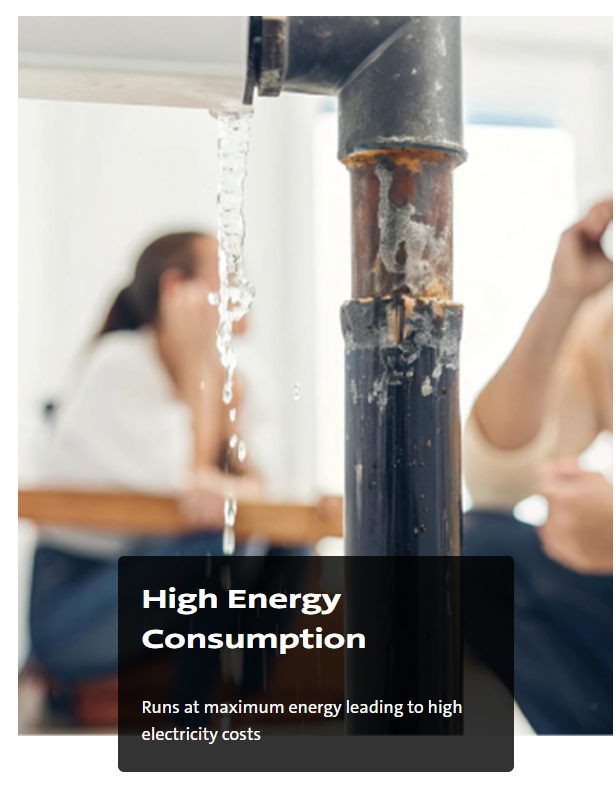 High Energy
Consumption
Runs at maximum energy leading to high
electricity costs